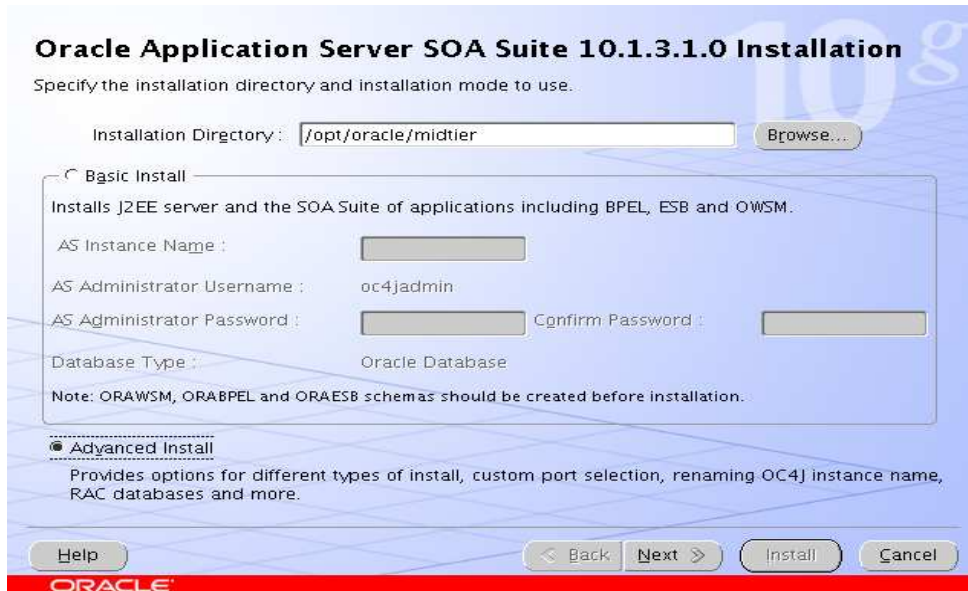 10g
Oracle Application Server SOA Suite 10.1.3.1.0 Installation
Specify the installation directory and installation mode to use.
Installation Directory : /opt/oracle/midtier Browse...
Basic Install
Installs J2EE server and the SOA Suite of applications including BPEL, ESB and OWSM.
AS Instance Name :
AS Administrator Username : oc4jadmin
AS Administrator Password : Confirm Password :
Database Type : Oracle Database
Note: ORAWSM, ORABPEL and ORAESB schemas should be created before installation.
Advanced Install
Provides options for different types of install, custom port selection, renaming OC4J instance name,
RAC databases and more.
Help Back Next Install Cancel
ORACLE